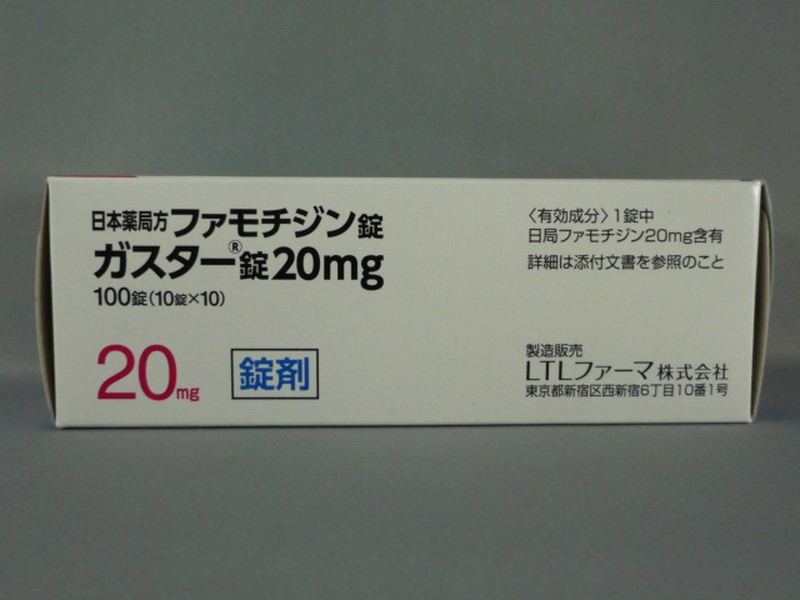 日本薬局方ファモチジン錠
ガスター®錠20mg
100錠(10錠×10)
20mg
錠剤
〈有効成分〉1錠中
日局ファモチジン20mg含有
詳細は添付文書を参照のこと
製造販売
LTLファーマ株式会社
東京都新宿区西新宿6丁目10番1号